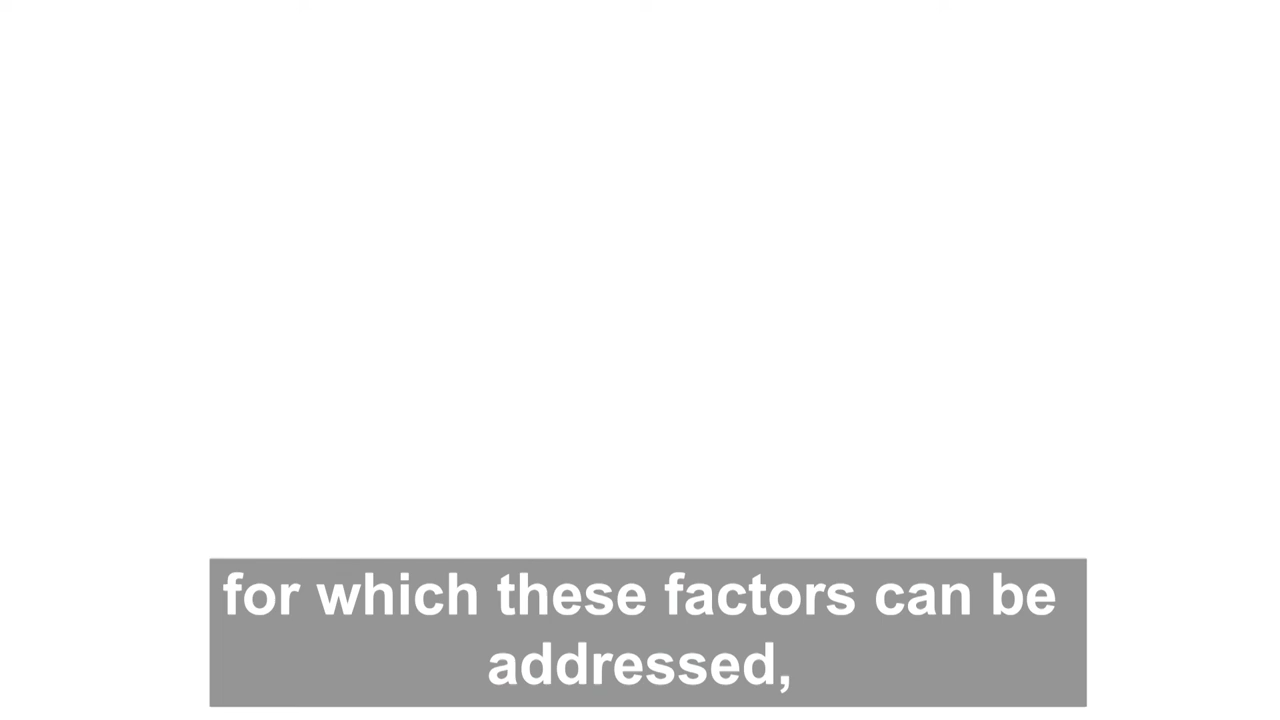 for which these factors can be
addressed,